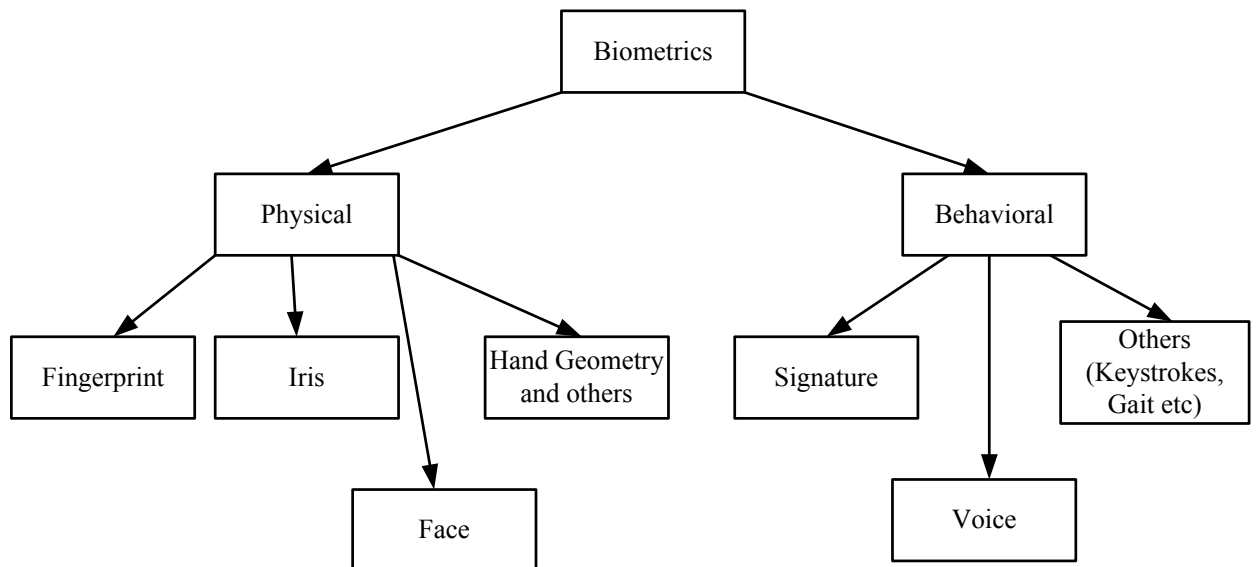 Biometrics
Physical
Behavioral
Fingerprint
Iris
Hand Geometry
and others
Signature
Others
(Keystrokes,
Gait etc)
Face
Voice